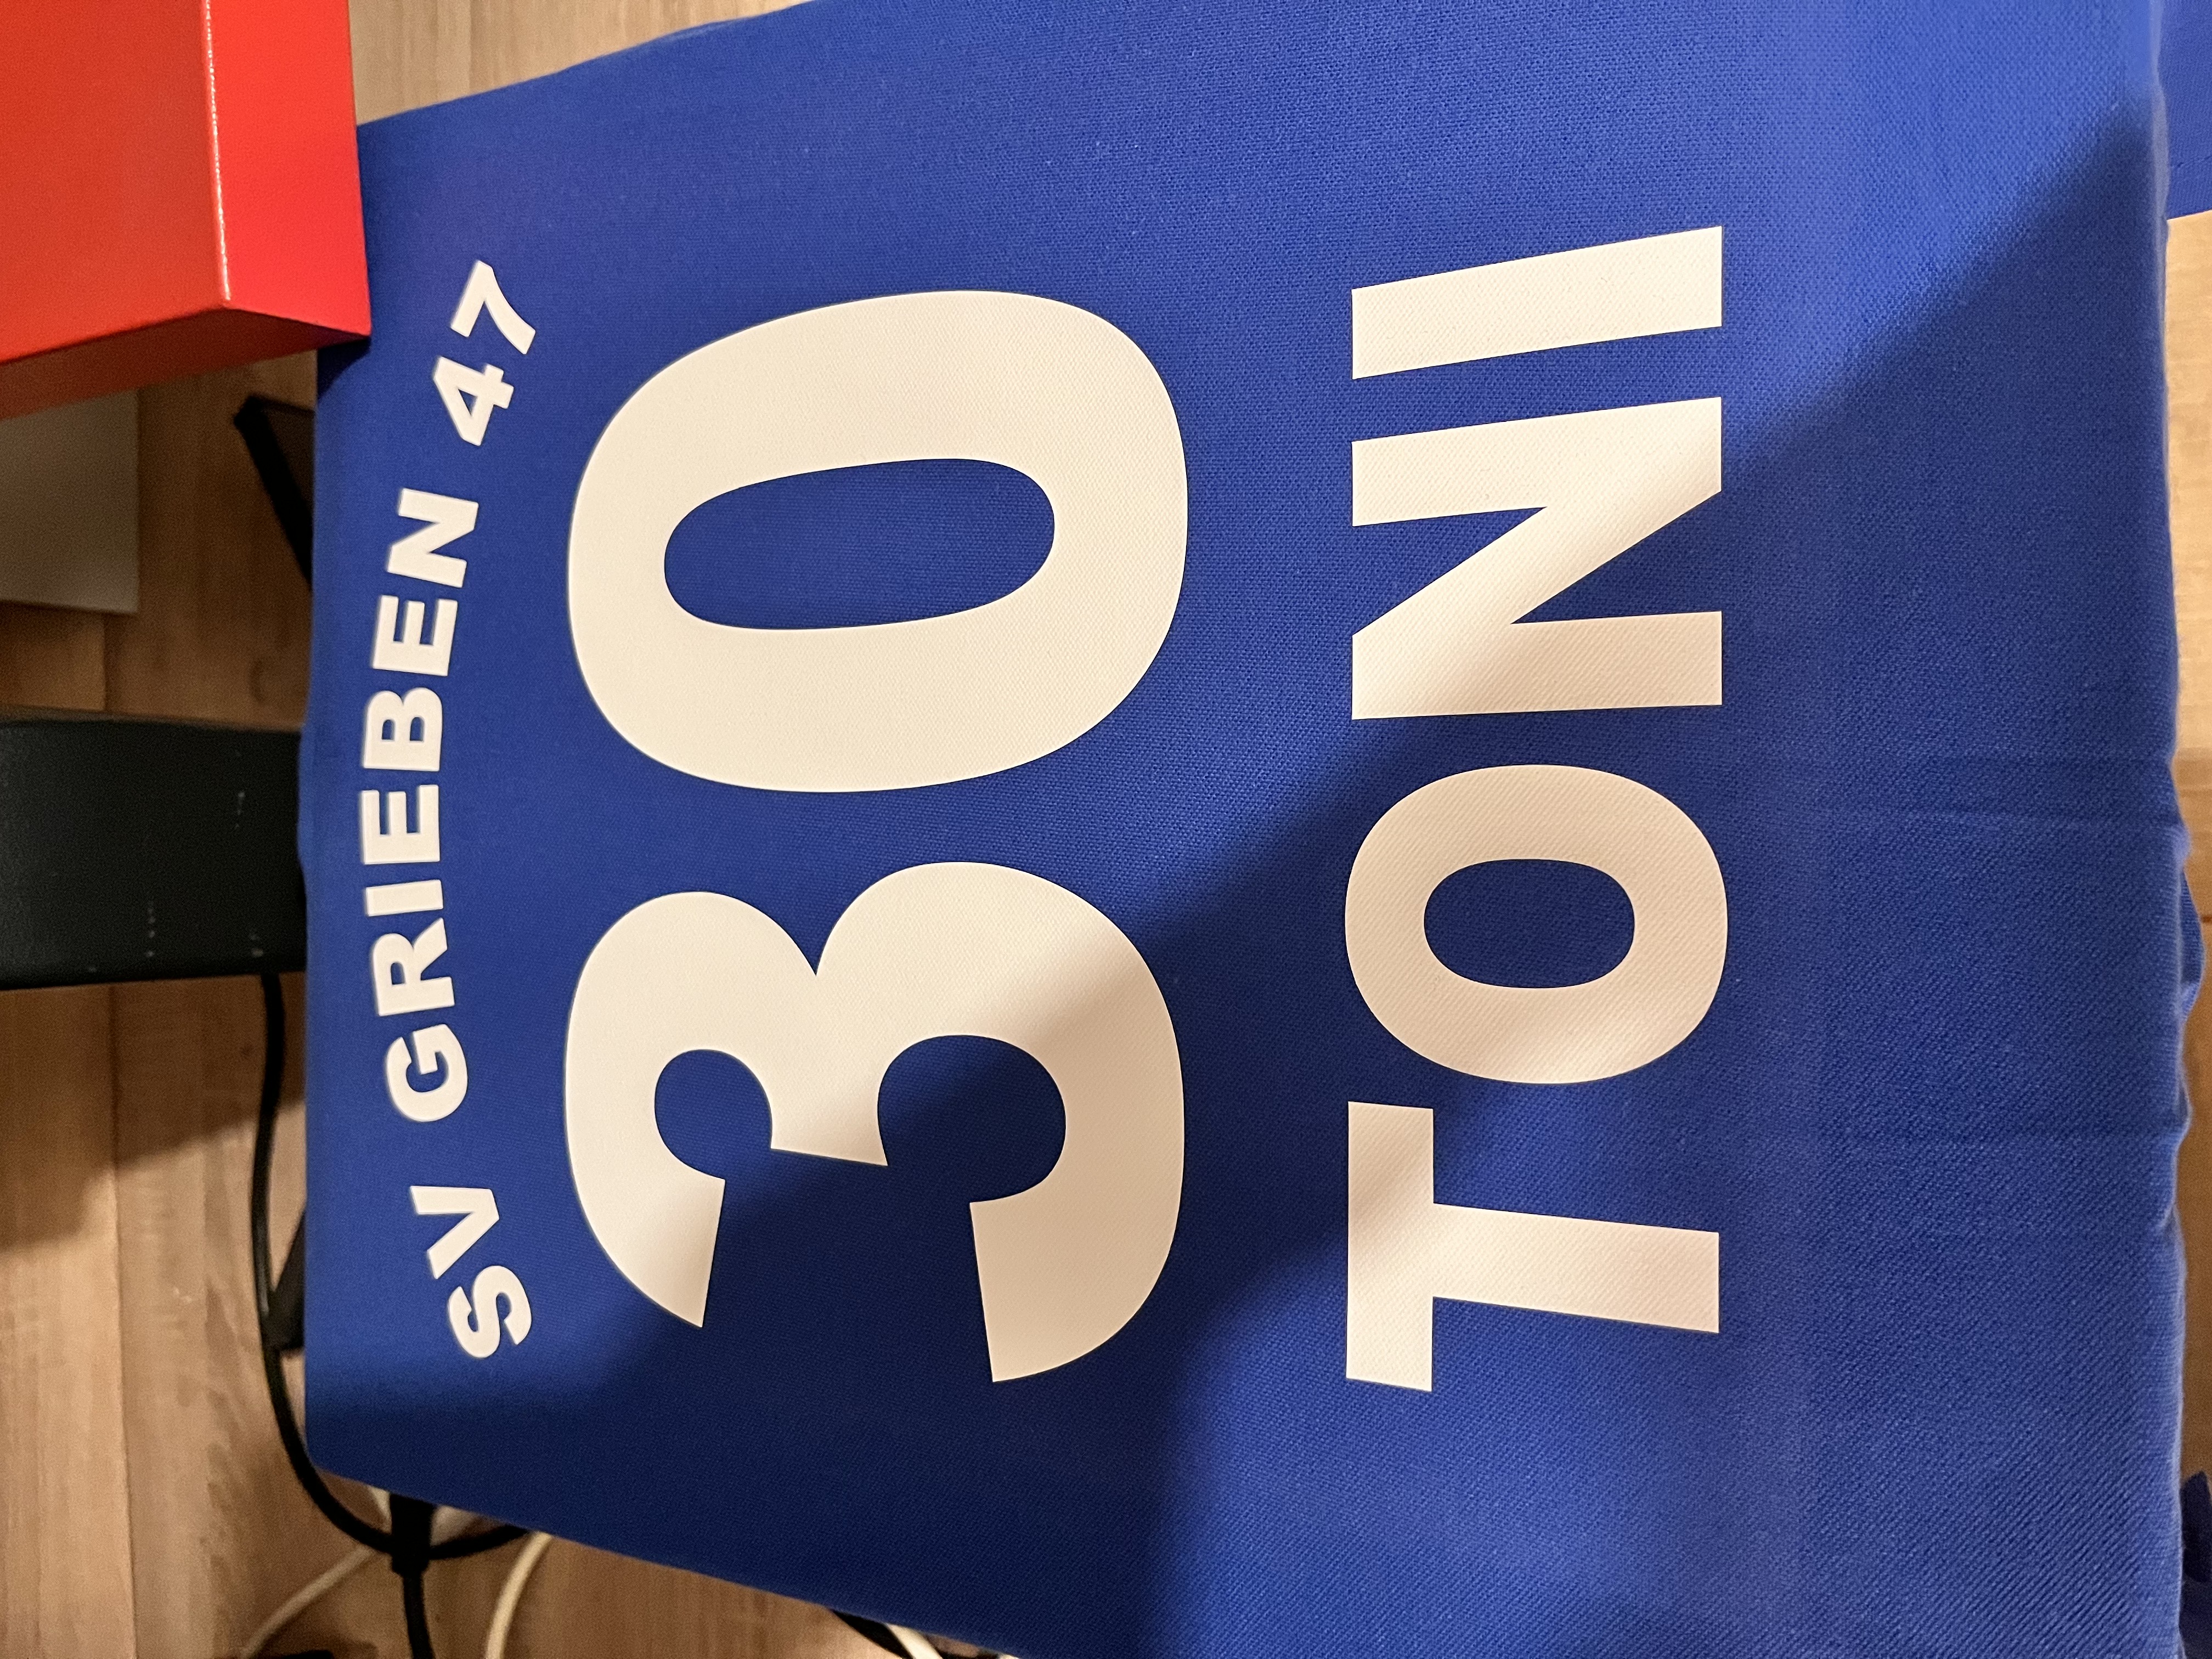 SV GRIEBEN 47
30
TONI